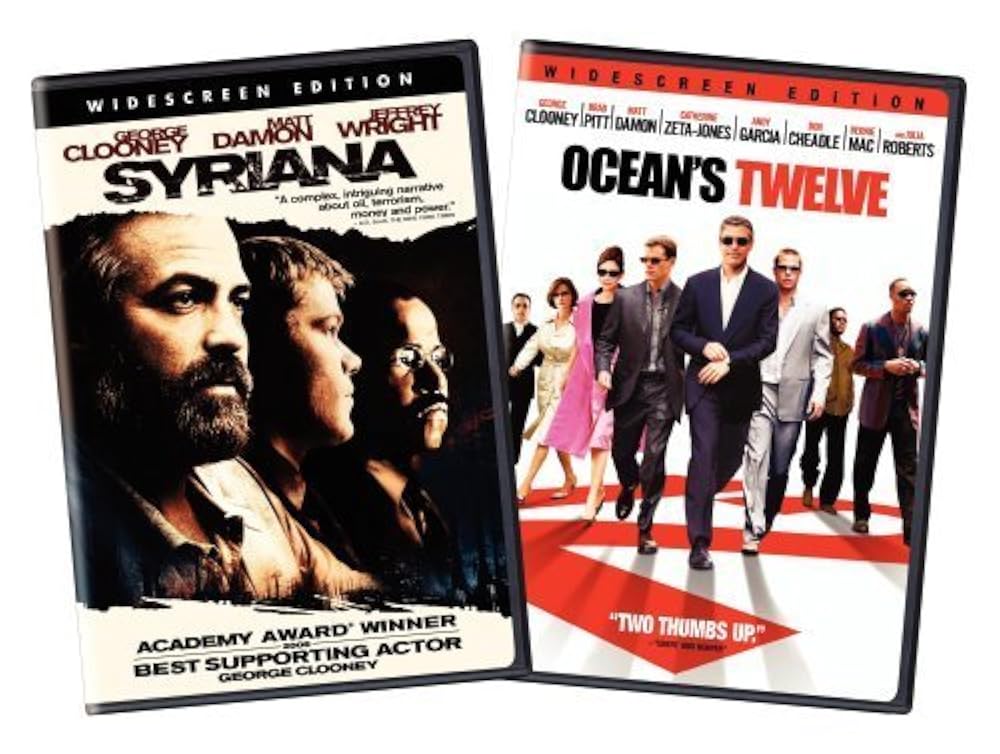 WIDESCREEN EDITION
GEORGE CLOONEY MATT DAMON JEFFREY WRIGHT
SYRIANA
"A complex, intriguing narrative
about oil, terrorism,
money and power."
ACADEMY AWARD® WINNER
BEST SUPPORTING ACTOR
GEORGE CLOONEY
WIDESCREEN EDITION
GEORGE CLOONEY BRAD PITT MATT DAMON CATHERINE ZETA-JONES ANDY GARCIA DON CHEADLE BERNIE MAC AND JULIA ROBERTS
OCEAN'S TWELVE
"TWO THUMBS UP."